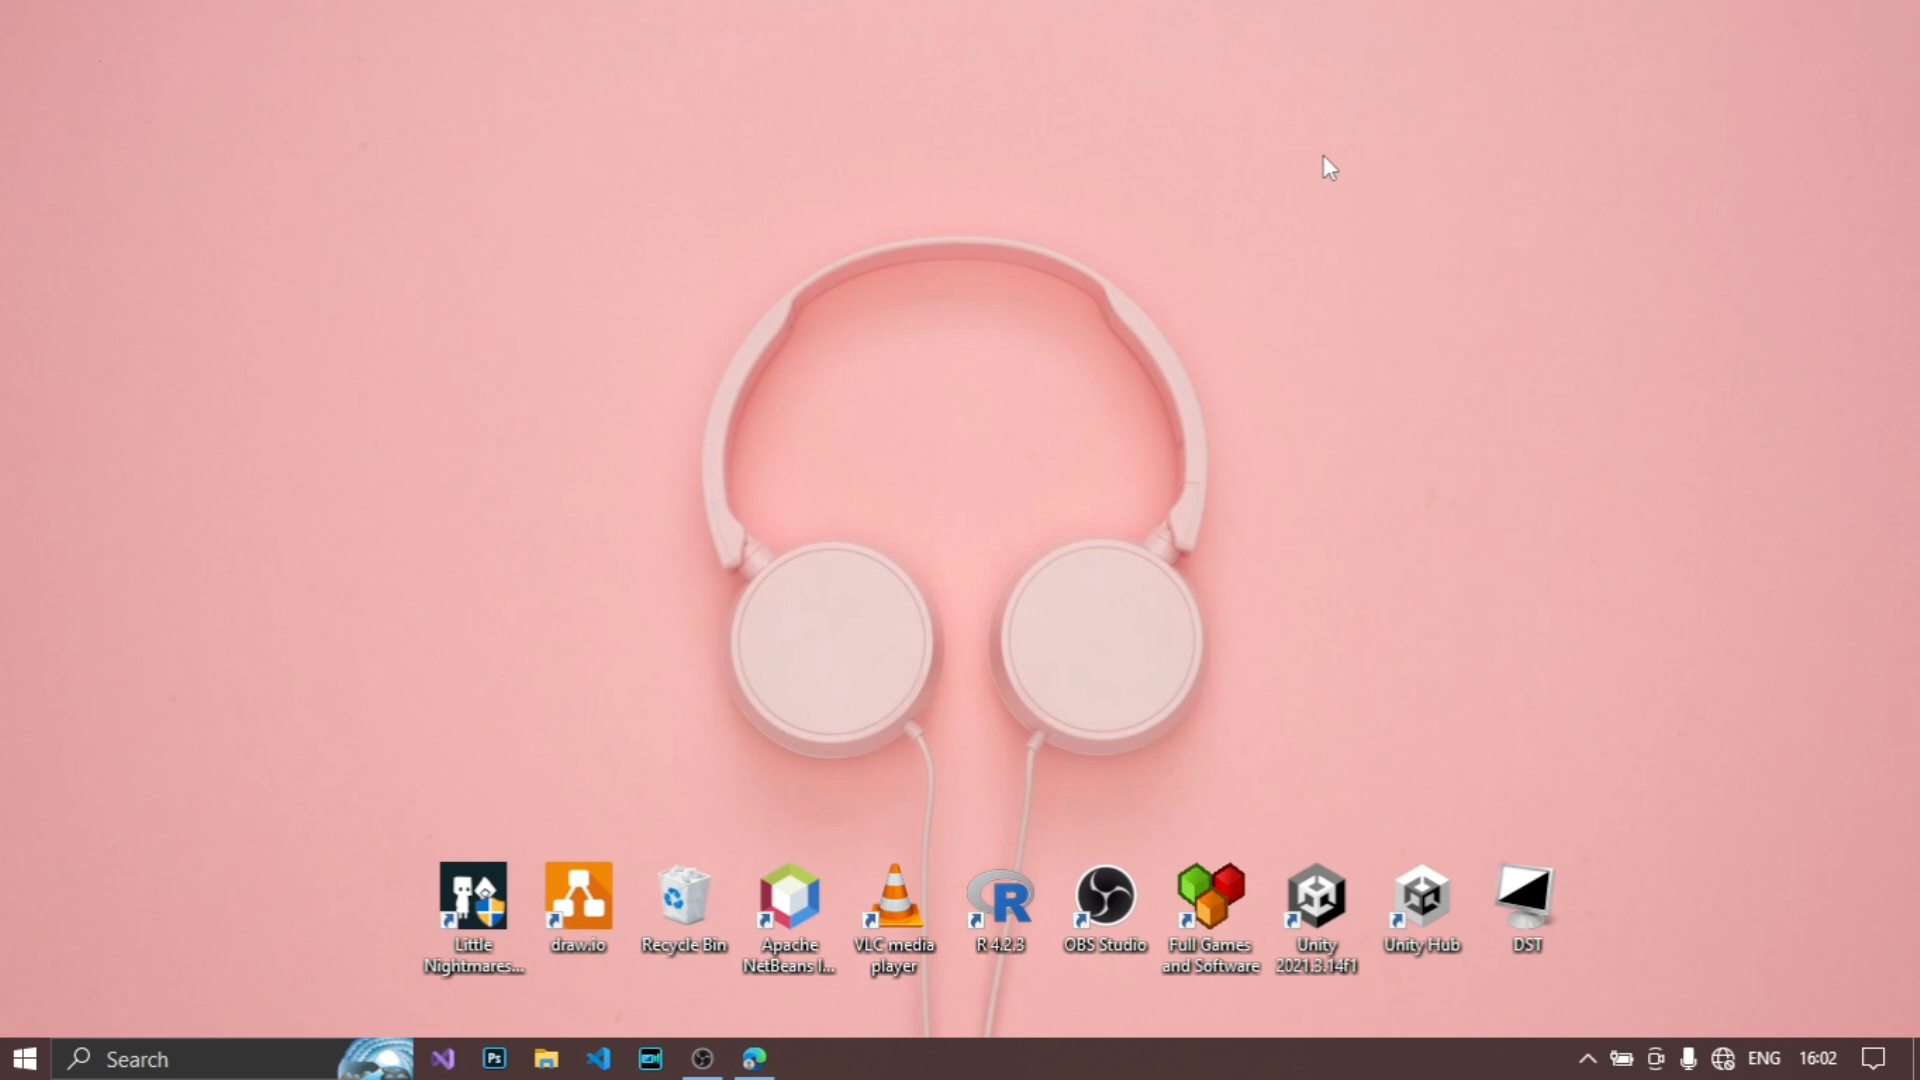 Little
Nightmares...
draw.io
Recycle Bin
Apache
NetBeans I...
VLC media
player
R 4.2.3
OBS Studio
Full Games
and Software
Unity
2021.3.14f1
Unity Hub
DST
Search
Ps
ENG
16:02